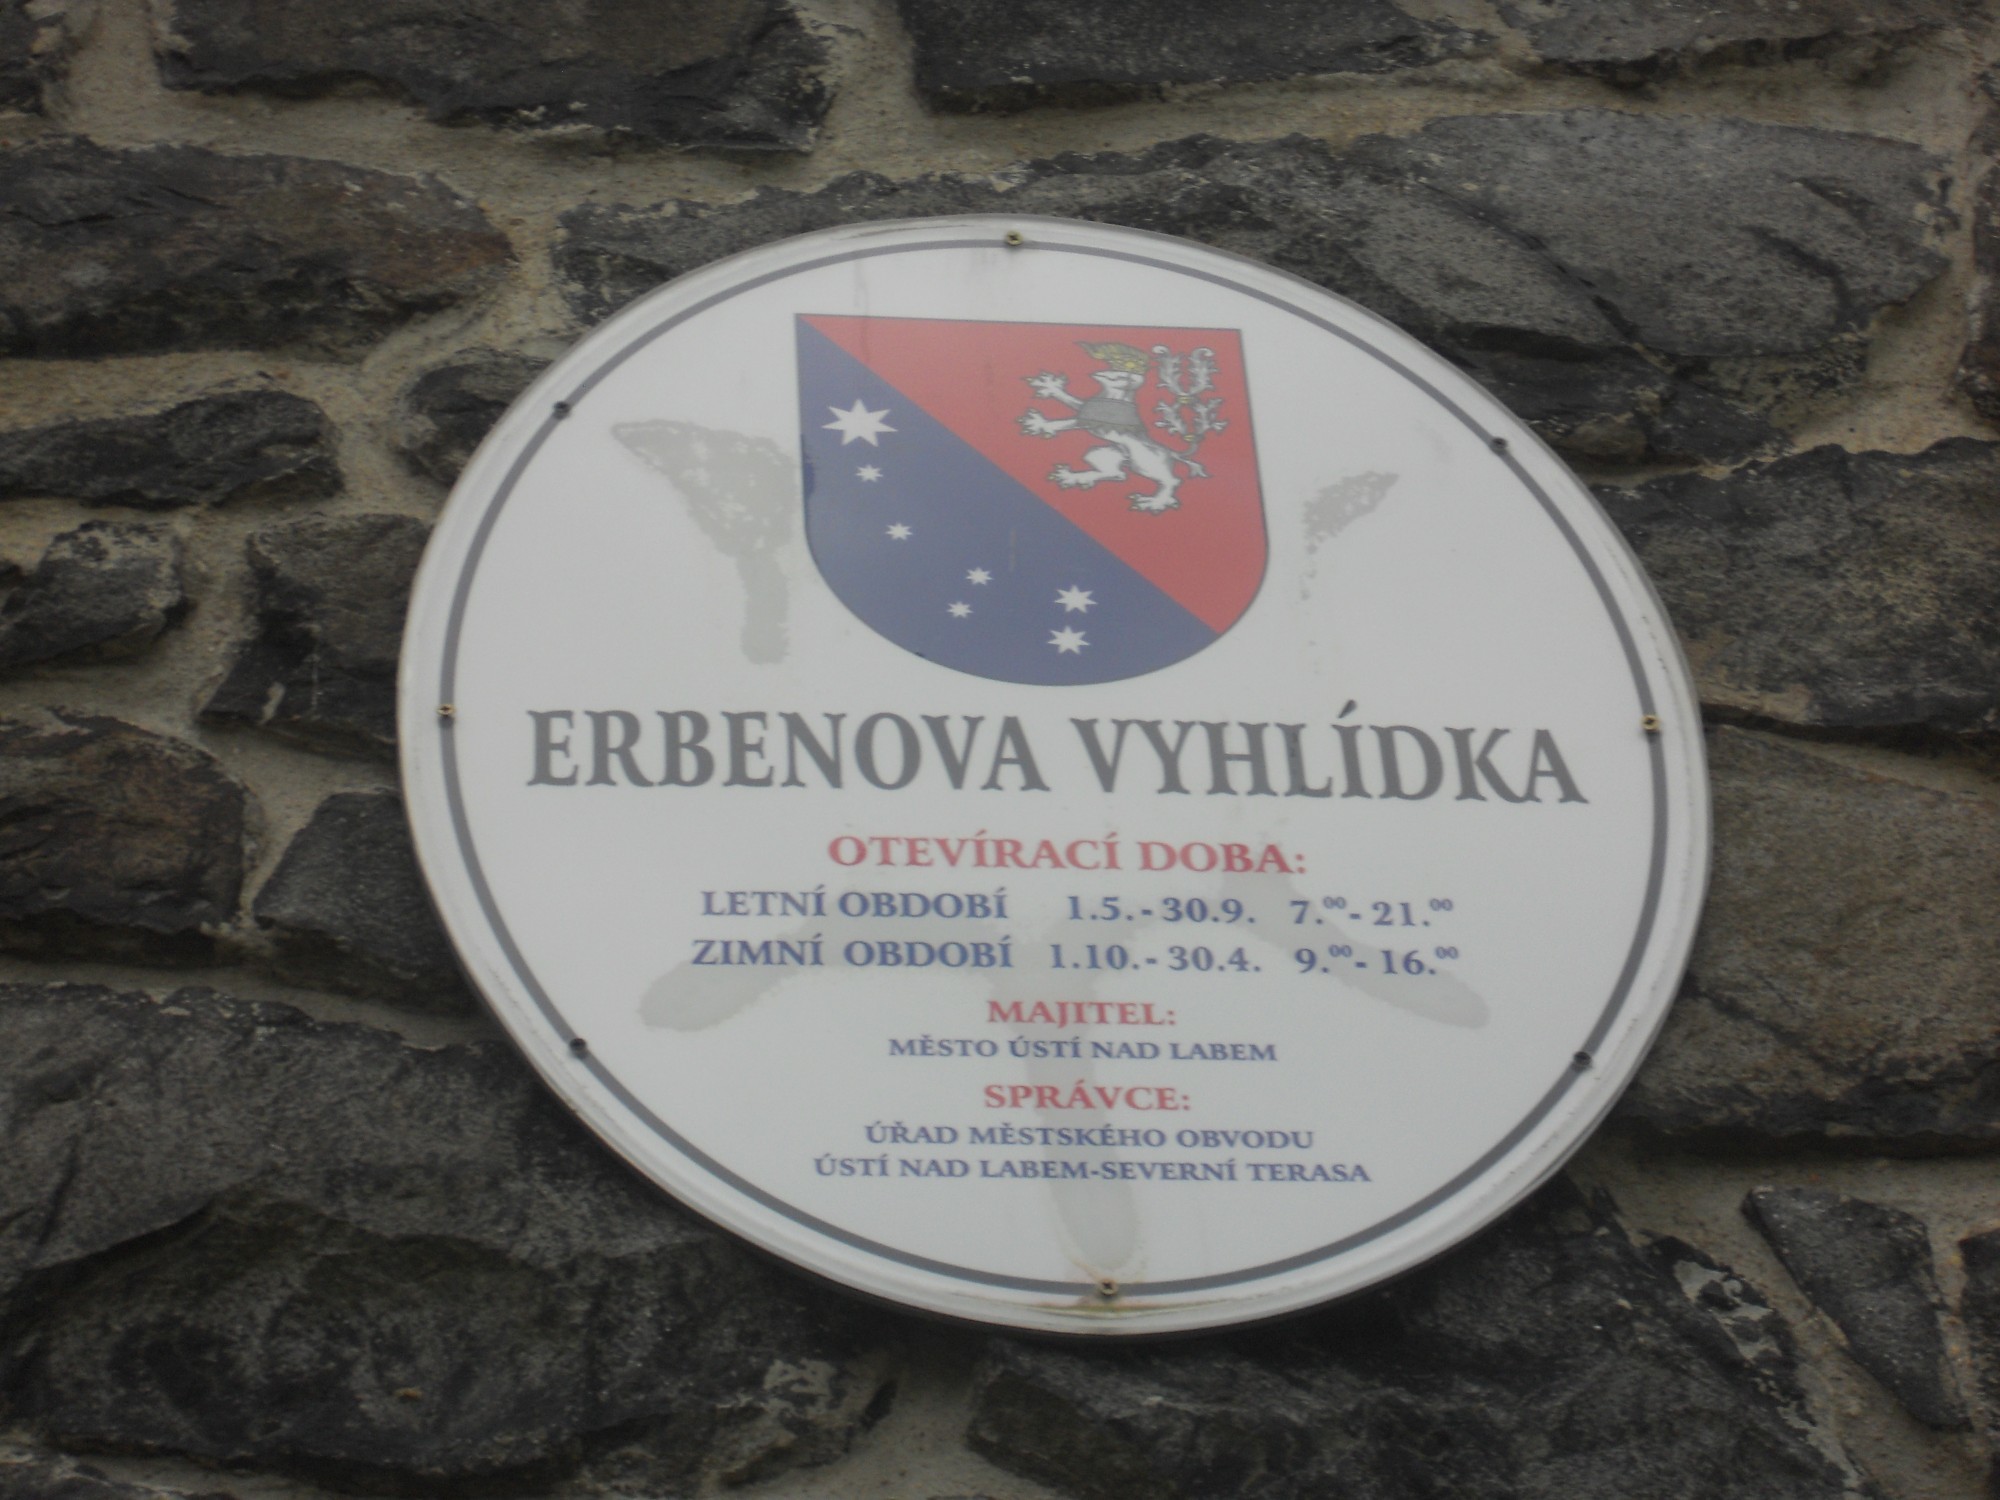 ERBENOVA VYHLÍDKA
OTEVÍRACÍ DOBA:
LETNÍ OBDOBÍ 1.5.-30.9. 7.⁰⁰-21.⁰⁰
ZIMNÍ OBDOBÍ 1.10.-30.4. 9.⁰⁰-16.⁰⁰
MAJITEL:
MĚSTO ÚSTÍ NAD LABEM
SPRÁVCE:
ÚŘAD MĚSTSKÉHO OBVODU
ÚSTÍ NAD LABEM-SEVERNÍ TERASA